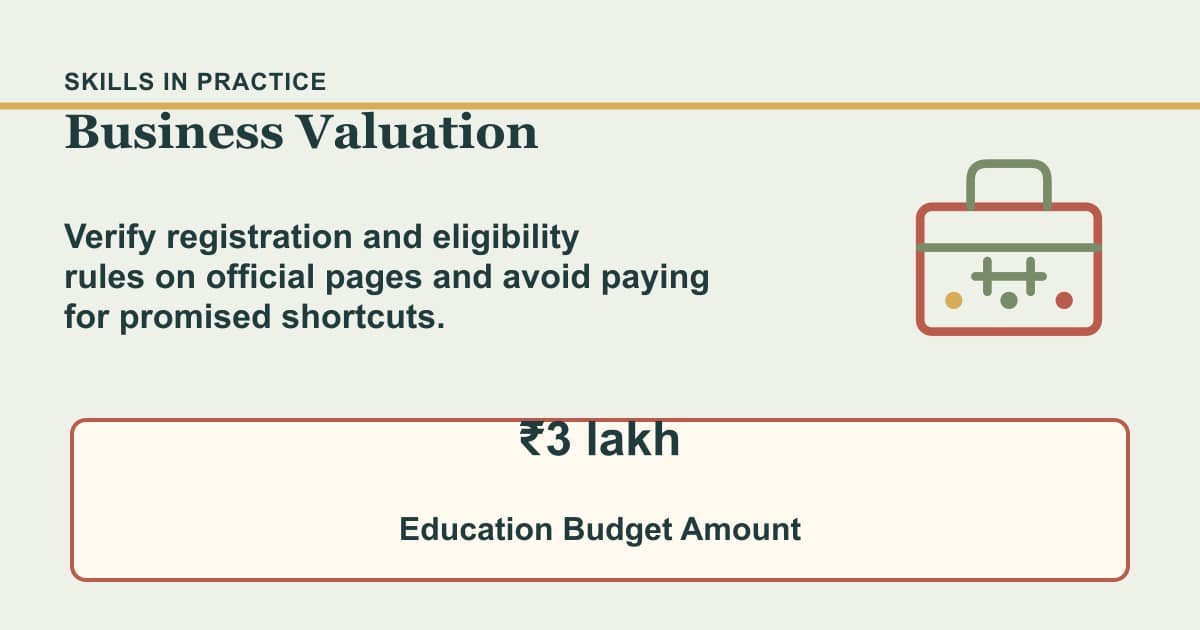 SKILLS IN PRACTICE
Business Valuation
Verify registration and eligibility
rules on official pages and avoid paying
for promised shortcuts.
₹3 lakh
Education Budget Amount